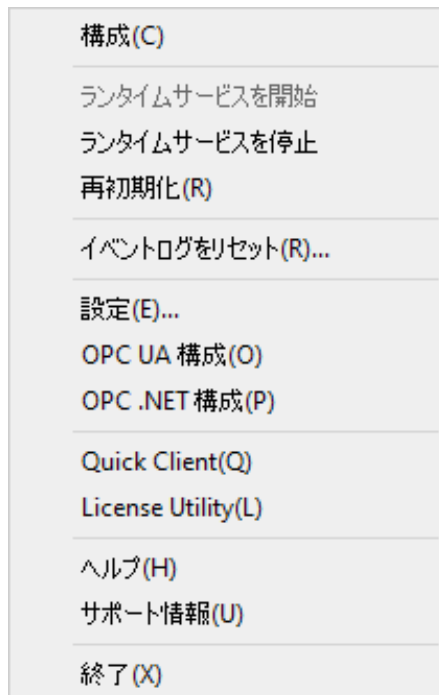 構成(C)
ランタイムサービスを開始
ランタイムサービスを停止
再初期化(R)
イベントログをリセット(R)...
設定(E)...
OPC UA 構成(O)
OPC .NET 構成(P)
Quick Client(Q)
License Utility(L)
ヘルプ(H)
サポート情報(U)
終了(X)